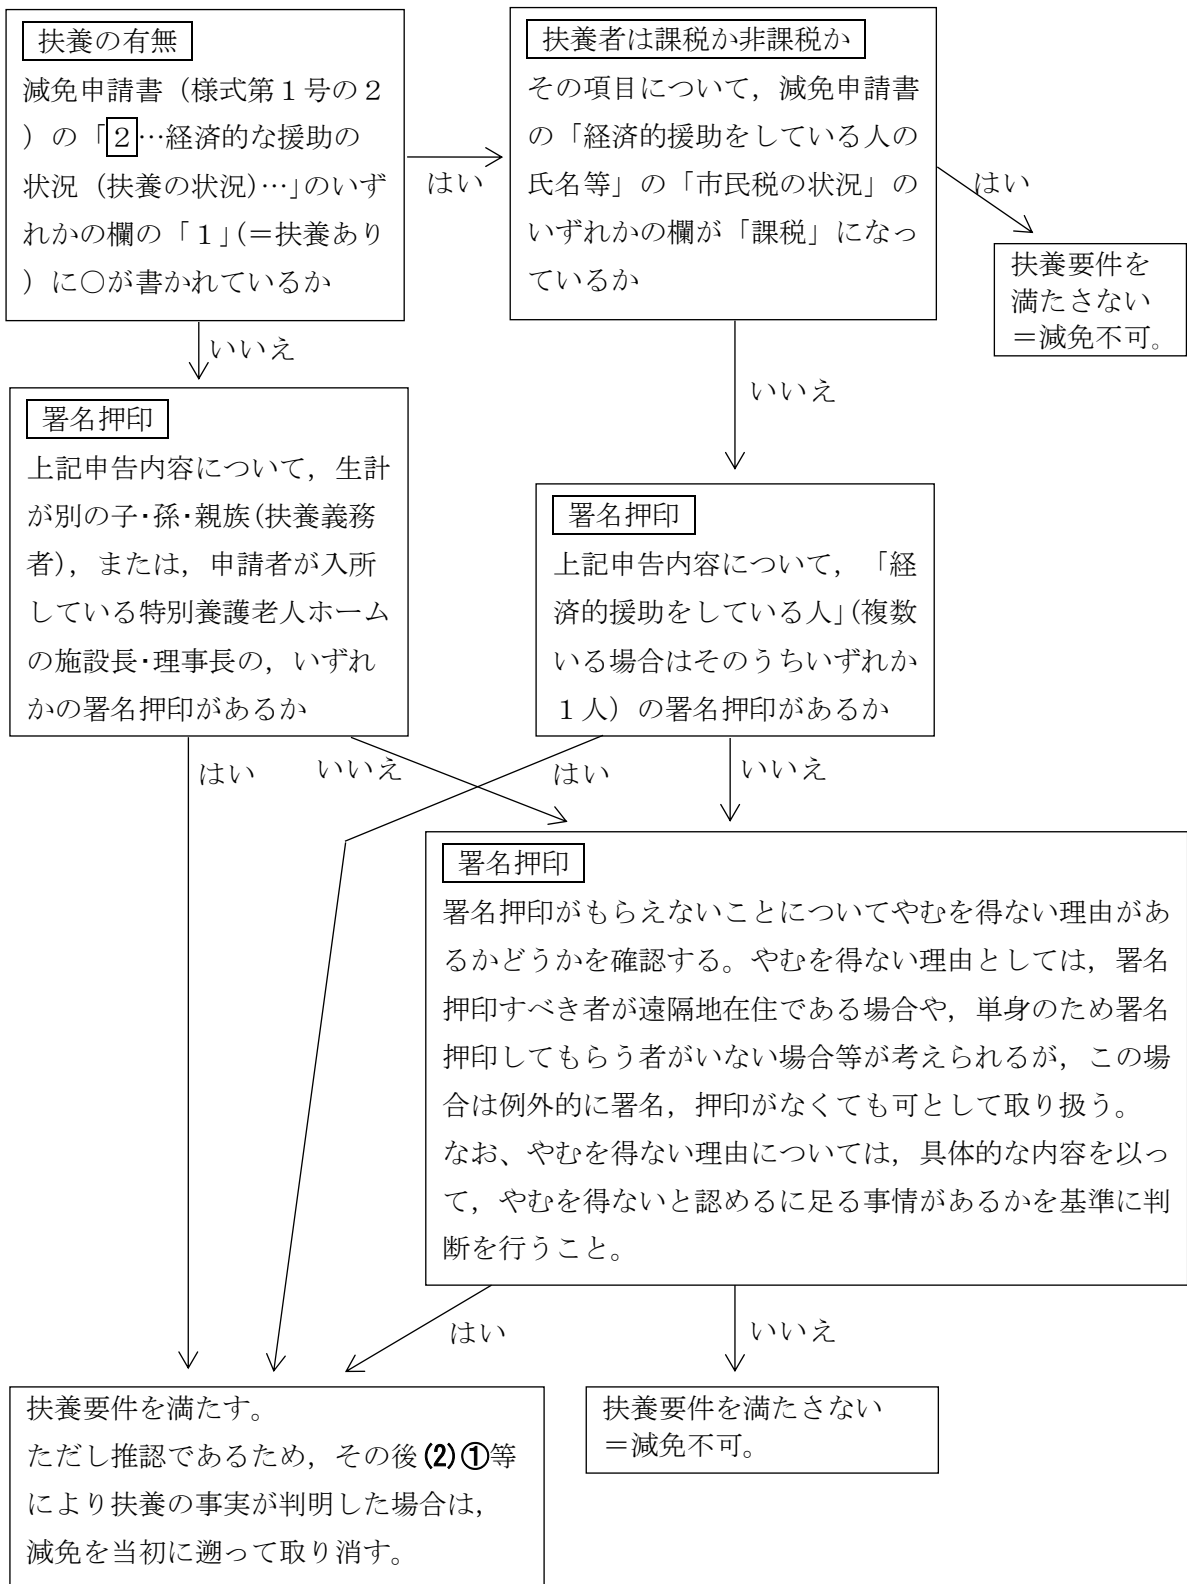 扶養の有無
減免申請書（様式第１号の２
）の「２…経済的な援助の
状況（扶養の状況）…」のいず
れかの欄の「１」（＝扶養あり
）に○が書かれているか
はい
扶養者は課税か非課税か
その項目について，減免申請書
の「経済的援助をしている人の
氏名等」の「市民税の状況」の
いずれかの欄が「課税」になっ
ているか
はい
扶養要件を
満たさない
＝減免不可。
いいえ
いいえ
署名押印
上記申告内容について，生計
が別の子・孫・親族（扶養義務
者），または，申請者が入所
している特別養護老人ホーム
の施設長・理事長の，いずれ
かの署名押印があるか
署名押印
上記申告内容について，「経
済的援助をしている人」（複数
いる場合はそのうちいずれか
１人）の署名押印があるか
はい
いいえ
はい
いいえ
署名押印
署名押印がもらえないことについてやむを得ない理由があ
るかどうかを確認する。やむを得ない理由としては，署名
押印すべき者が遠隔地在住である場合や，単身のため署名
押印してもらう者がいない場合等が考えられるが，この場
合は例外的に署名，押印がなくても可として取り扱う。
なお、やむを得ない理由については，具体的な内容を以っ
て，やむを得ないと認めるに足る事情があるかを基準に判
断を行うこと。
はい
いいえ
扶養要件を満たす。
ただし推認であるため，その後(2)①等
により扶養の事実が判明した場合は，
減免を当初に遡って取り消す。
扶養要件を満たさない
＝減免不可。